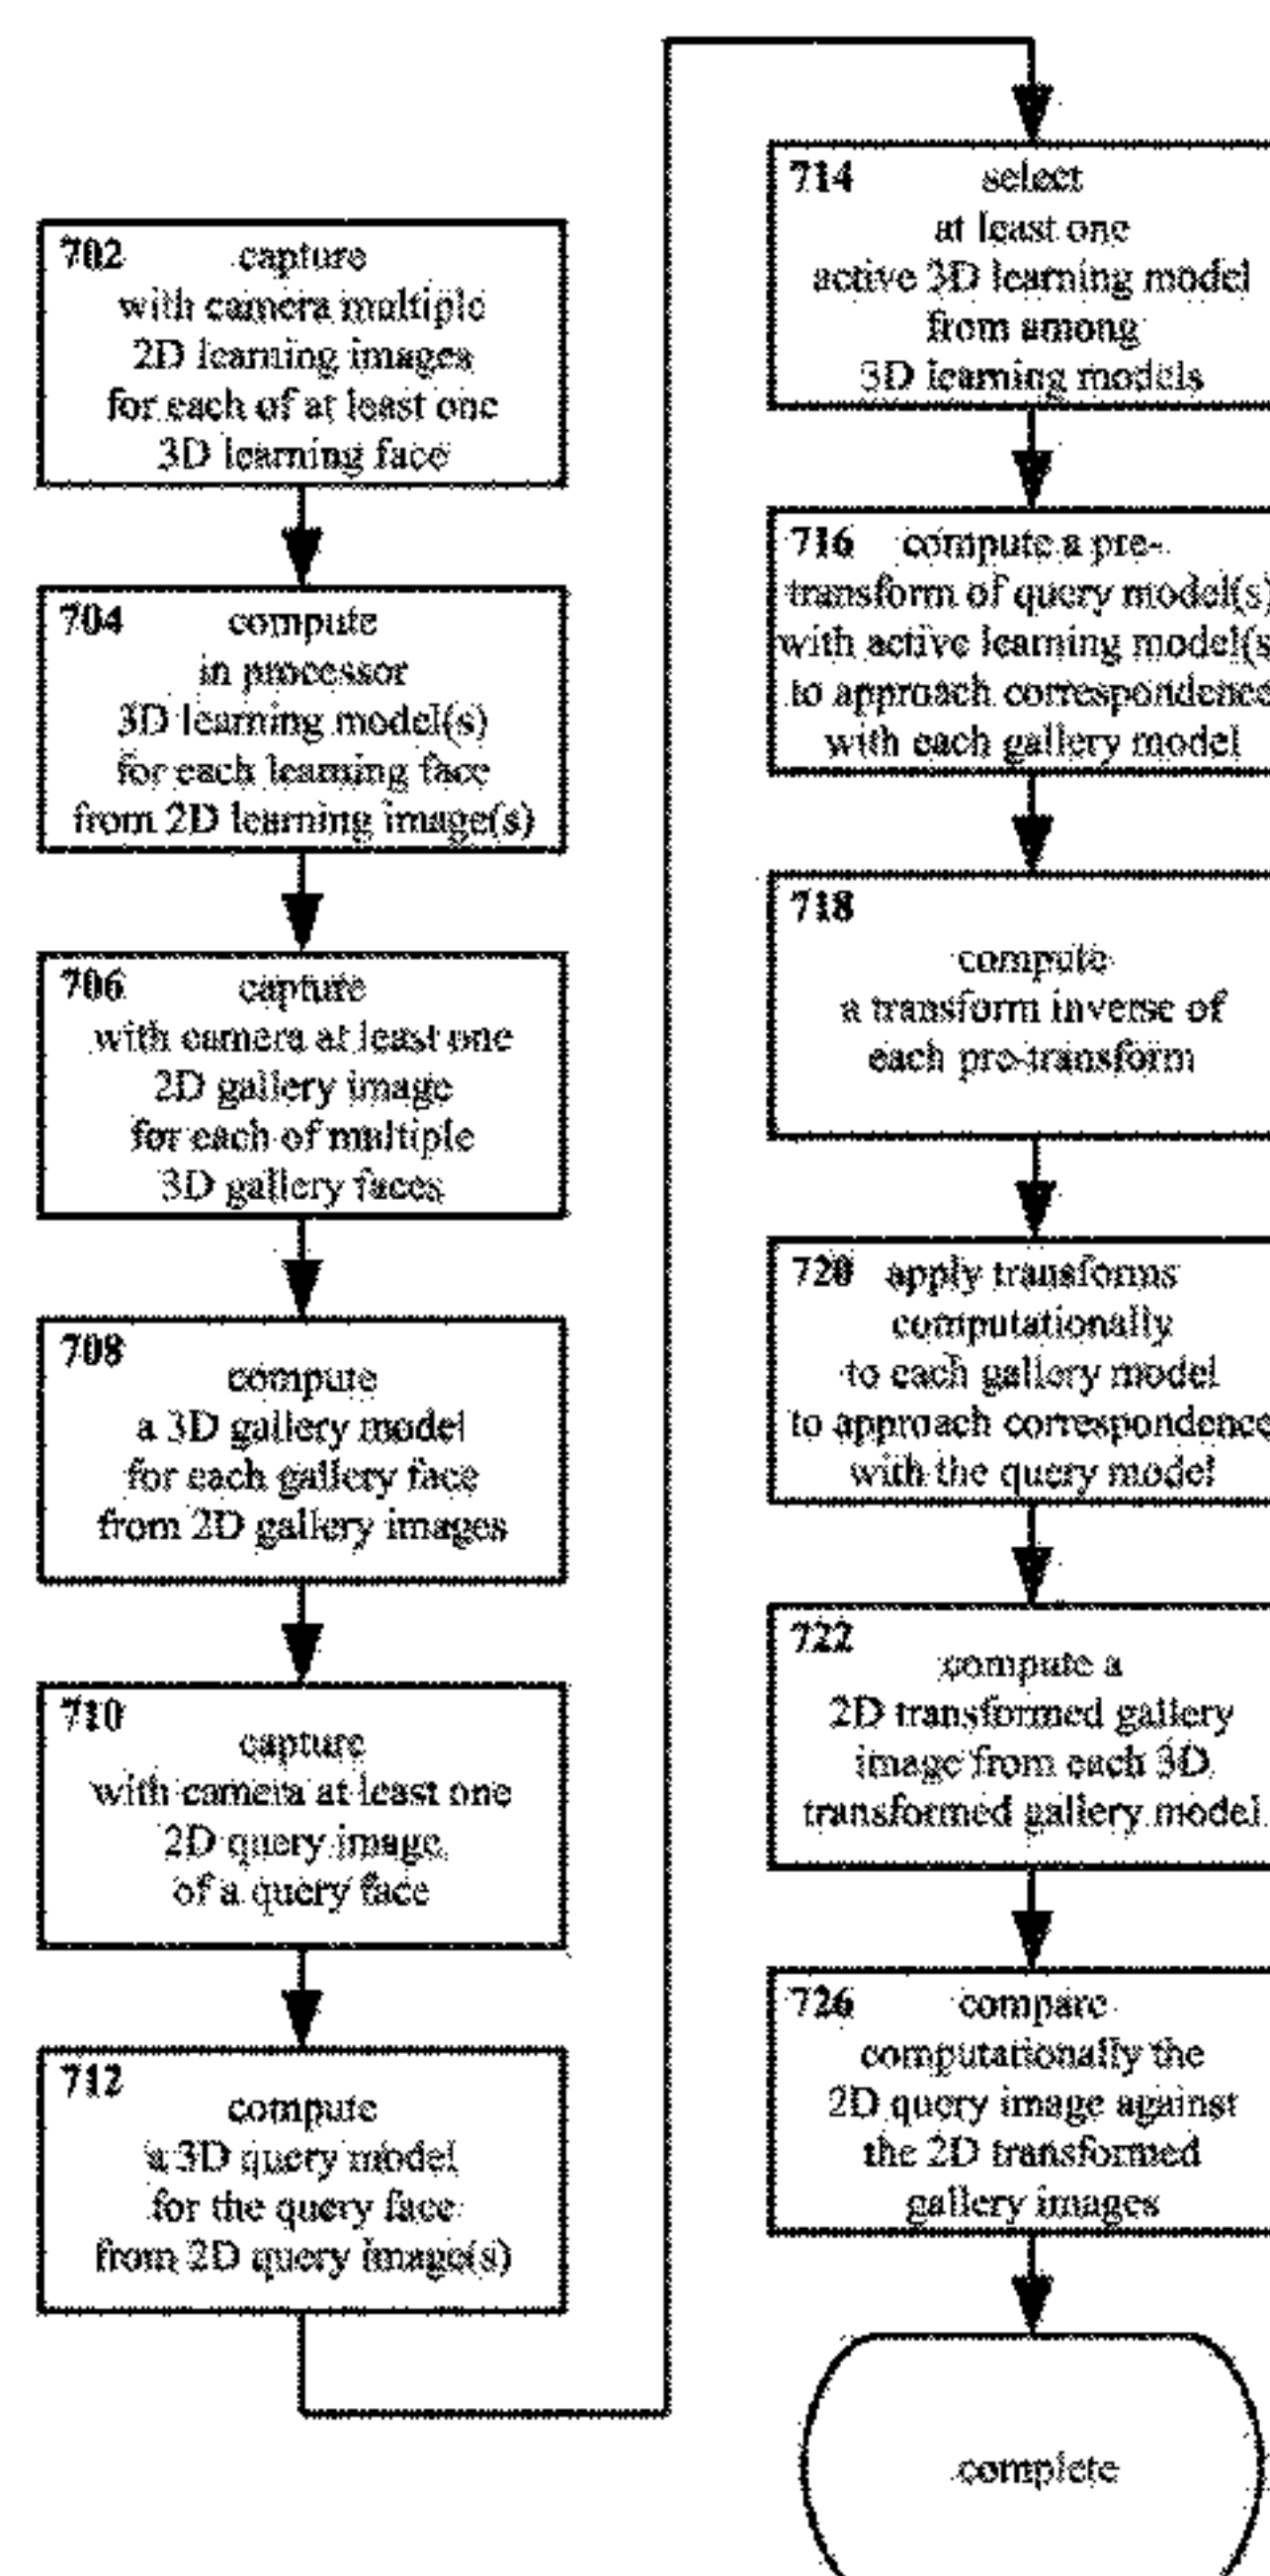 702 capture
with camera multiple
2D learning images
for each of at least one
3D learning face
704 compute
in processor
3D learning model(s)
for each learning face
from 2D learning image(s)
706 capture
with camera at least one
2D gallery image
for each of multiple
3D gallery faces
708
compute
a 3D gallery model
for each gallery face
from 2D gallery images
710
capture
with camera at least one
2D query image
of a query face
712
compute
a 3D query model
for the query face
from 2D query image(s)
714 select
at least one
active 3D learning model
from among
3D learning models
716 compute a pre-
transform of query model(s)
with active learning model(s
to approach correspondence
with each gallery model
718
compute
a transform inverse of
each pre-transform
720 apply transforms
computationally
to each gallery model
to approach correspondence
with the query model
722
compute a
2D transformed gallery
image from each 3D
transformed gallery model
726 compare
computationally the
2D query image against
the 2D transformed
gallery images
complete